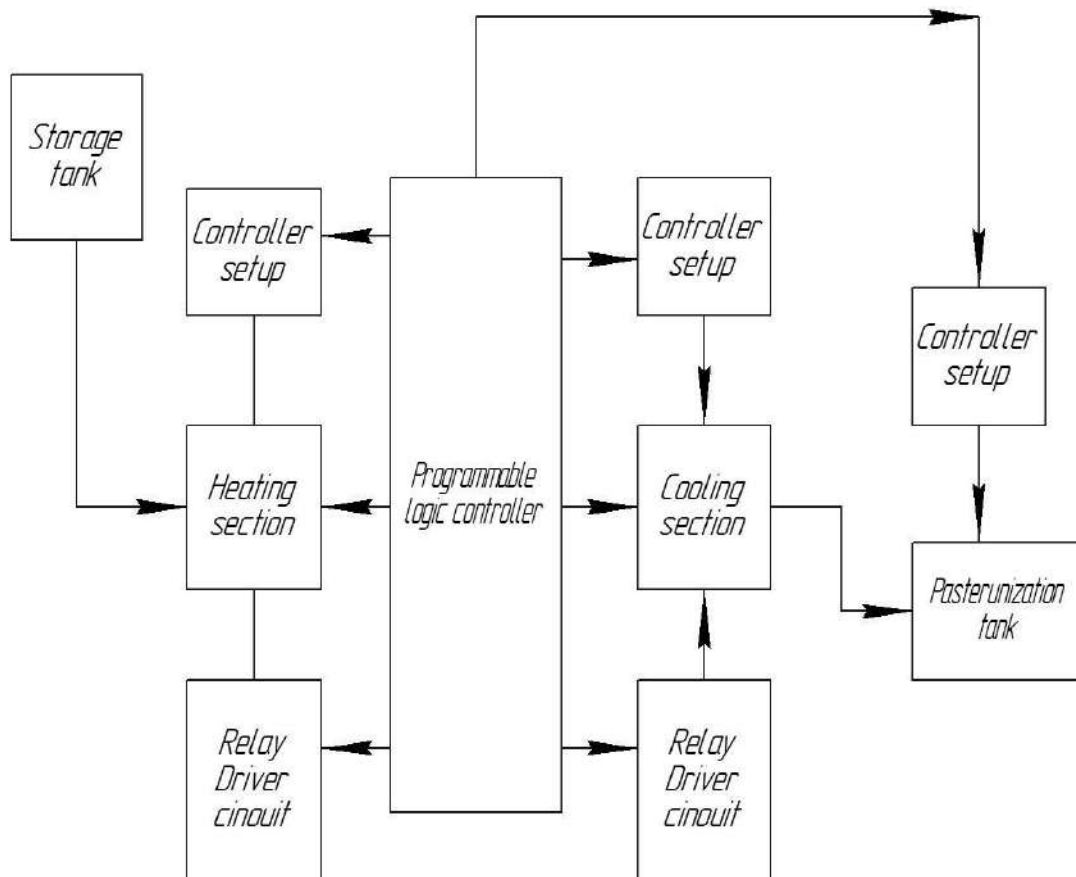 Storage
tank
Controller
setup
Controller
setup
Controller
setup
Heating
section
Programmable
logic controller
Cooling
section
Pasterunization
tank
Relay
Driver
cinouit
Relay
Driver
cinouit